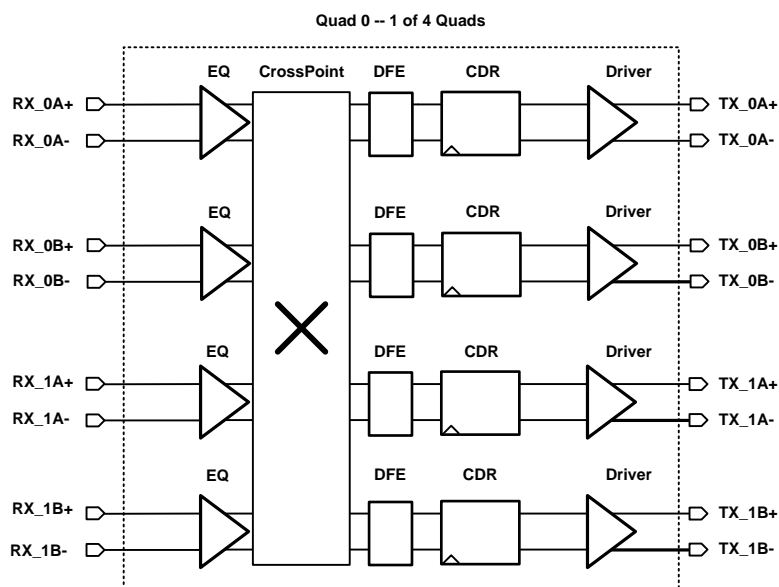 Quad 0 -- 1 of 4 Quads
EQ CrossPoint DFE CDR Driver
RX_0A+ TX_0A+
RX_0A- TX_0A-
EQ DFE CDR Driver
RX_0B+ TX_0B+
RX_0B- TX_0B-
EQ DFE CDR Driver
RX_1A+ TX_1A+
RX_1A- TX_1A-
EQ DFE CDR Driver
RX_1B+ TX_1B+
RX_1B- TX_1B-